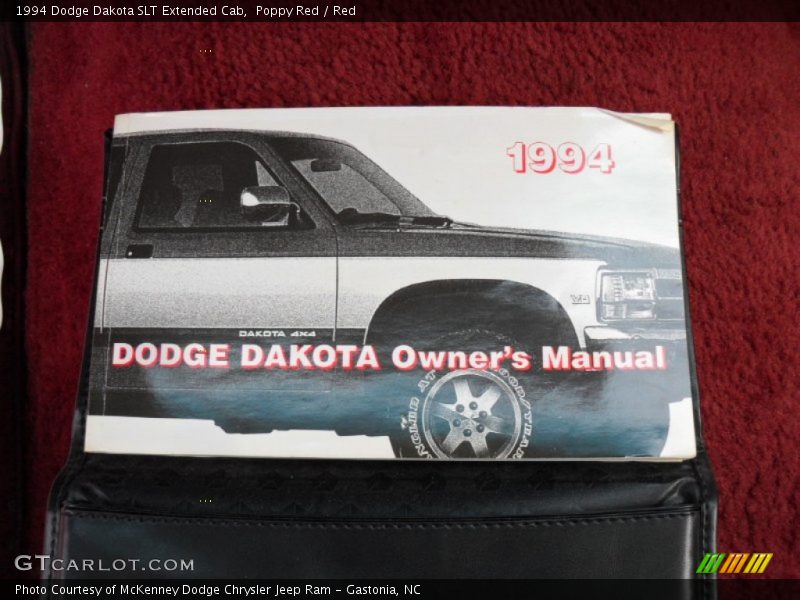 1994 Dodge Dakota SLT Extended Cab,  Poppy Red / Red
1994
V8
DAKOTA 4X4
DODGE DAKOTA Owner's Manual
GTCARLOT.COM
Photo Courtesy of McKenney Dodge Chrysler Jeep Ram - Gastonia, NC